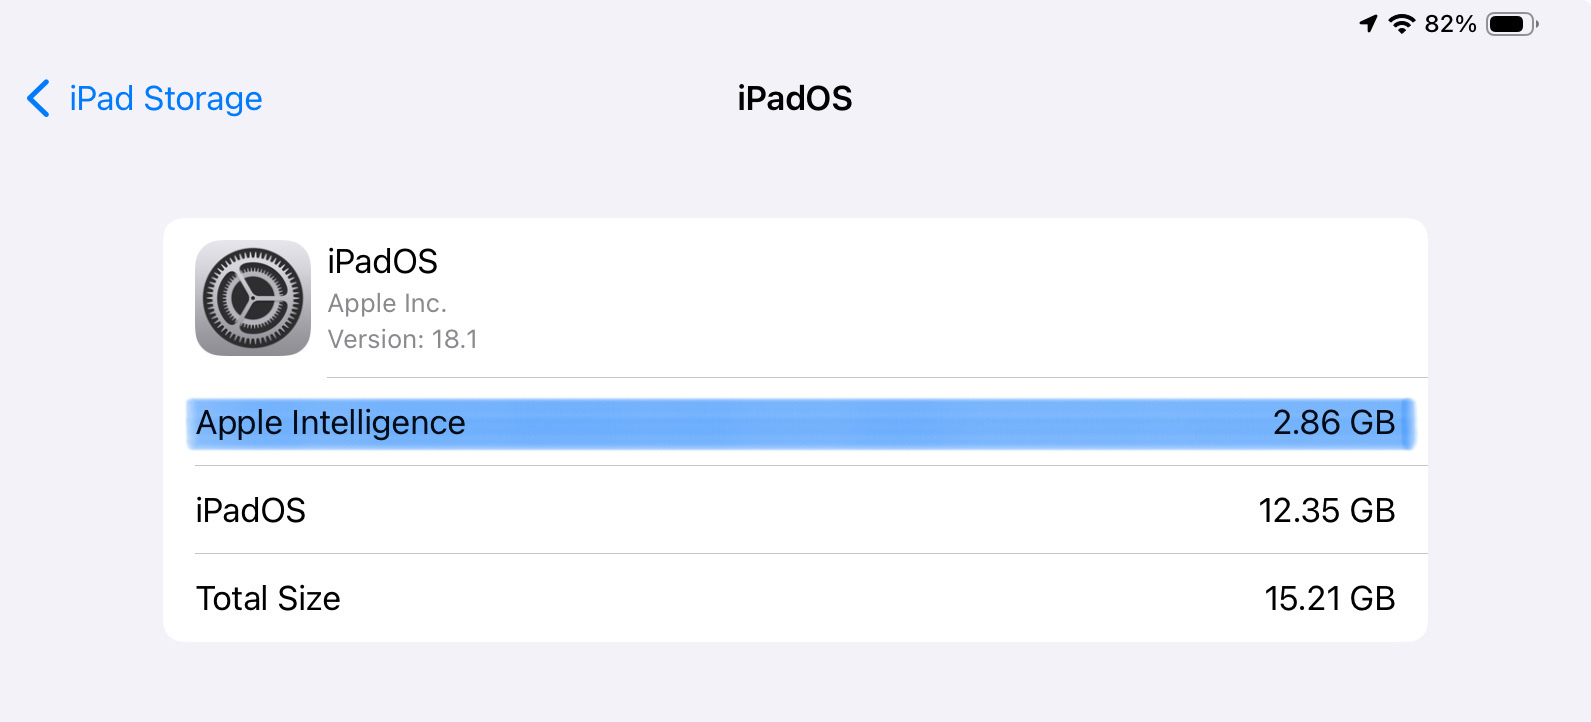 82%
iPad Storage
iPadOS
iPadOS
Apple Inc.
Version: 18.1
Apple Intelligence 2.86 GB
iPadOS 12.35 GB
Total Size 15.21 GB